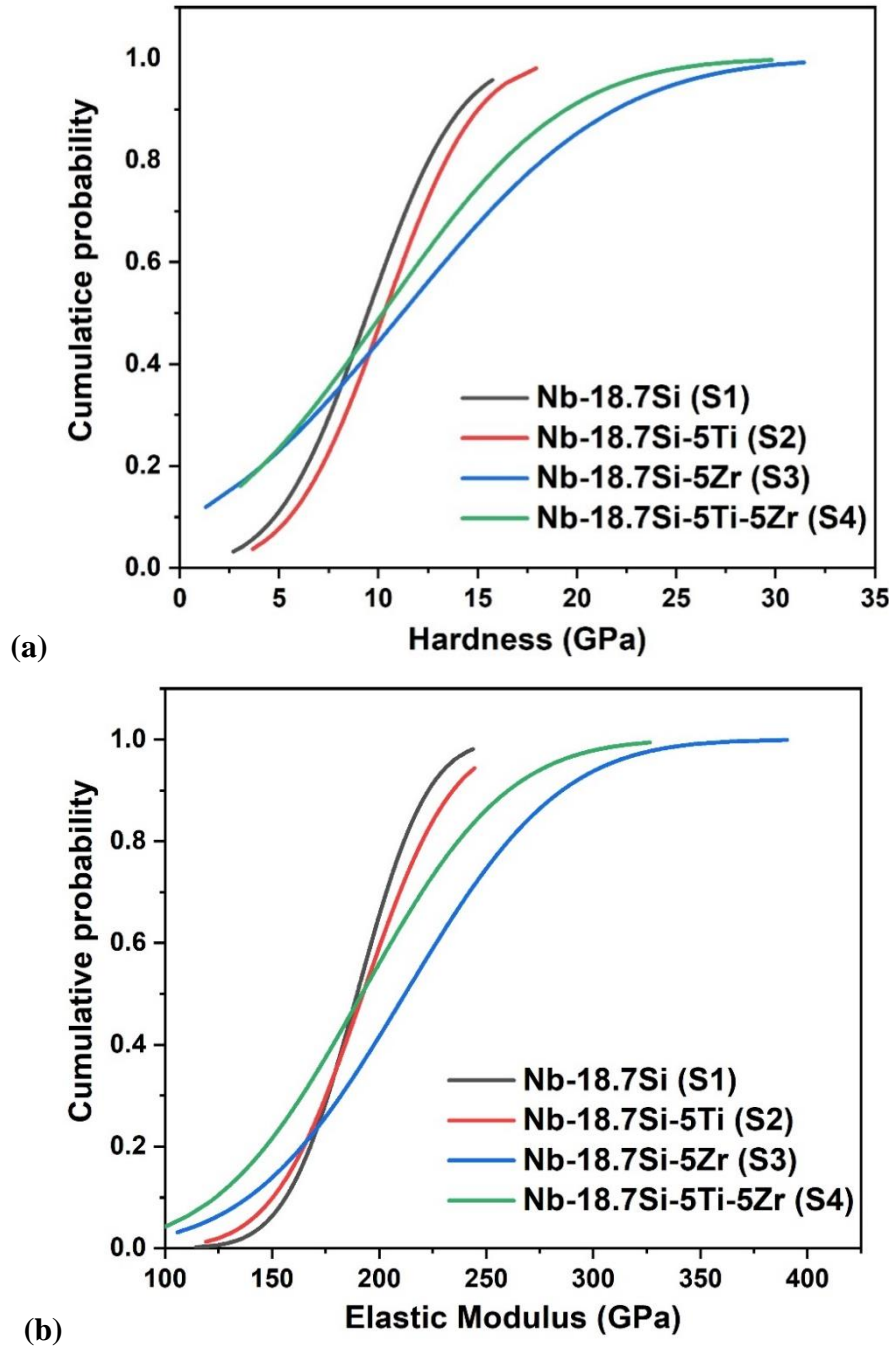 1.0
0.8
0.6
0.4
0.2
0.0
Cumulatice probability
Nb-18.7Si (S1)
Nb-18.7Si-5Ti (S2)
Nb-18.7Si-5Zr (S3)
Nb-18.7Si-5Ti-5Zr (S4)
0 5 10 15 20 25 30 35
Hardness (GPa)
(a)
1.0
0.8
0.6
0.4
0.2
0.0
Cumulative probability
Nb-18.7Si (S1)
Nb-18.7Si-5Ti (S2)
Nb-18.7Si-5Zr (S3)
Nb-18.7Si-5Ti-5Zr (S4)
100 150 200 250 300 350 400
Elastic Modulus (GPa)
(b)